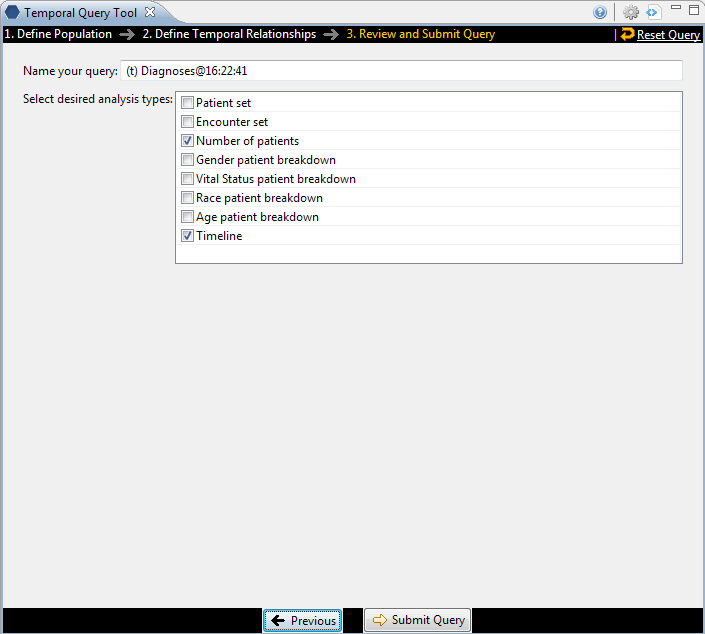 Temporal Query Tool
1. Define Population 2. Define Temporal Relationships 3. Review and Submit Query | Reset Query
Name your query: (t) Diagnoses@16:22:41
Select desired analysis types:
Patient set
Encounter set
Number of patients
Gender patient breakdown
Vital Status patient breakdown
Race patient breakdown
Age patient breakdown
Timeline
Previous Submit Query